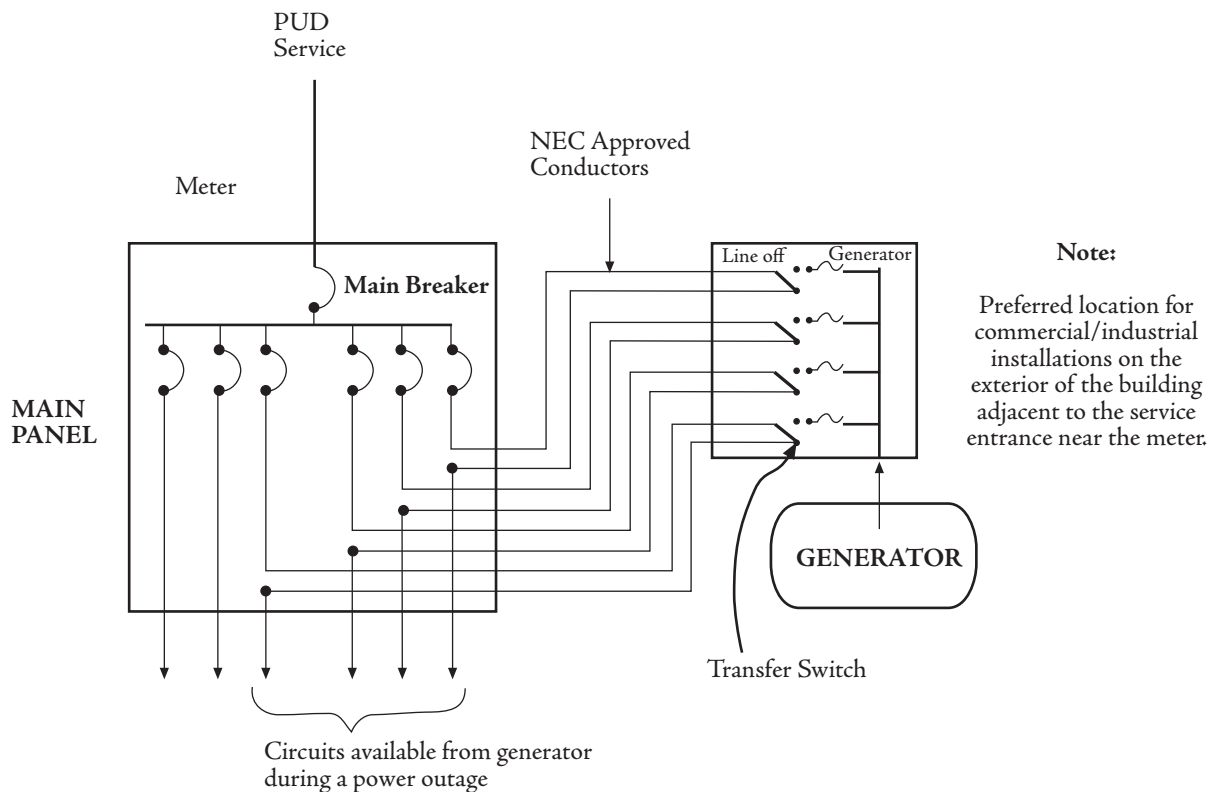 PUD
Service
Meter
NEC Approved
Conductors
Line off
Generator
Main Breaker
MAIN
PANEL
Note:
Preferred location for
commercial/industrial
installations on the
exterior of the building
adjacent to the service
entrance near the meter.
GENERATOR
Transfer Switch
Circuits available from generator
during a power outage